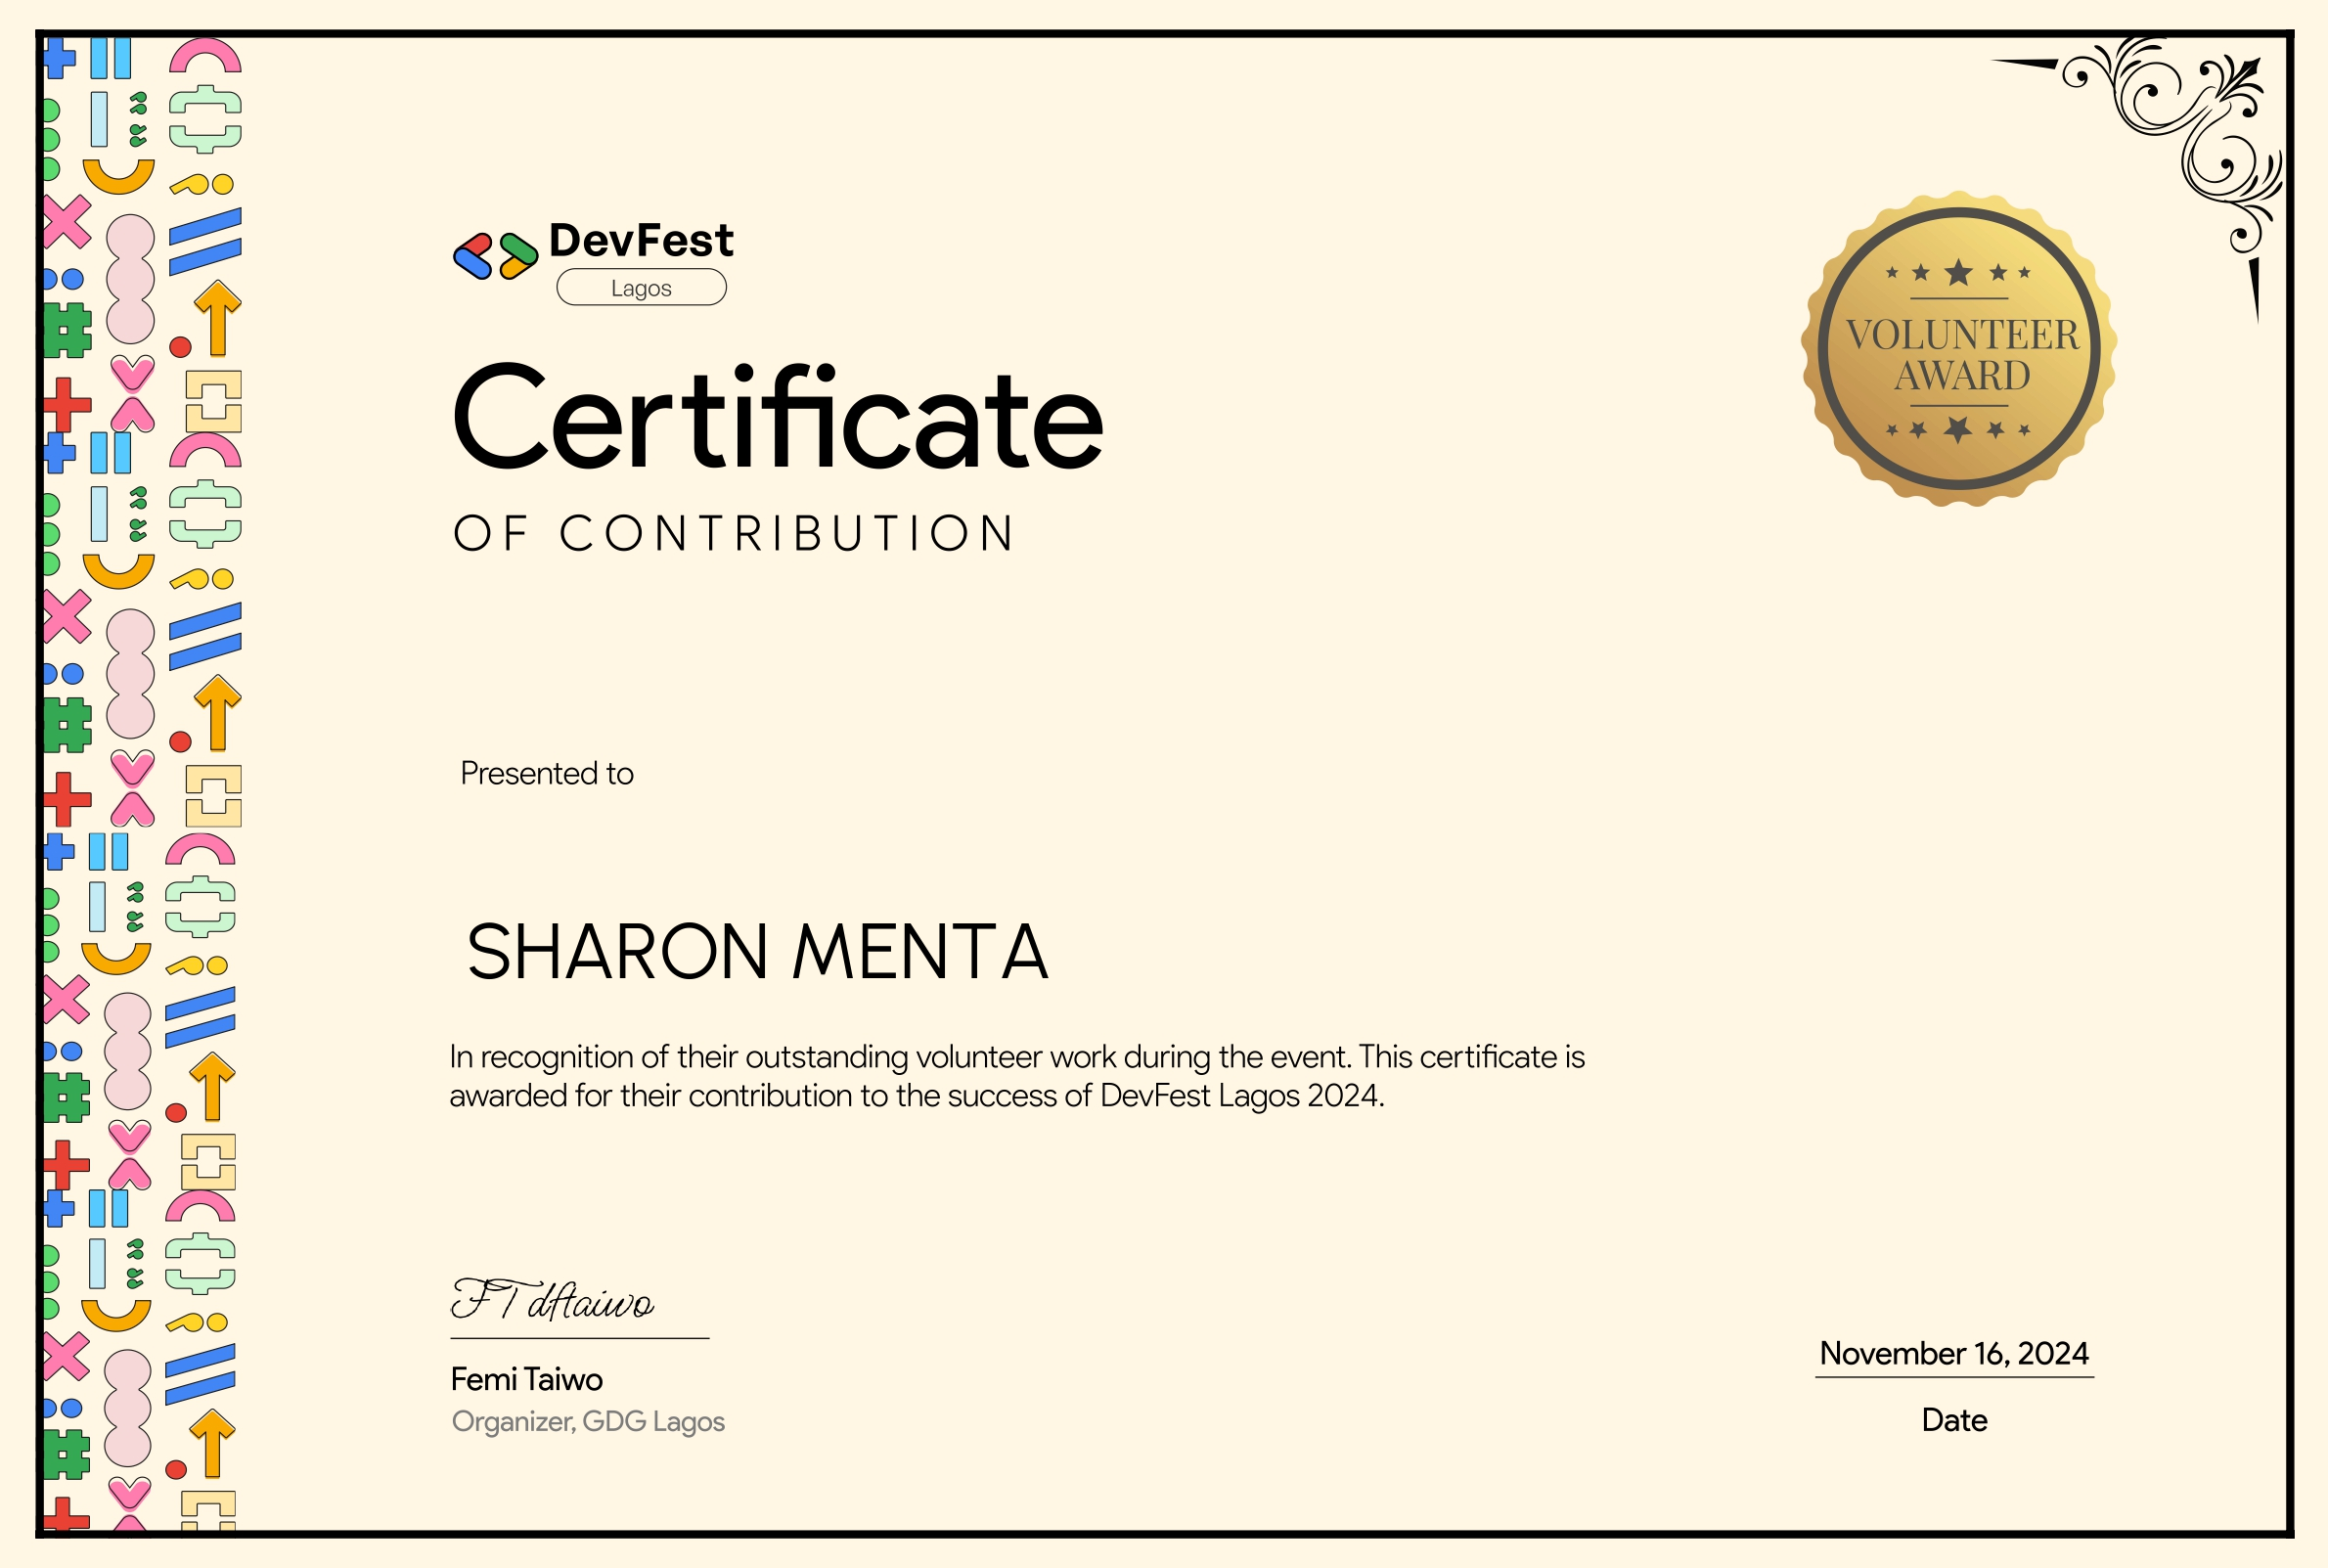 DevFest
Lagos
VOLUNTEER
AWARD
Certificate
OF CONTRIBUTION
Presented to
SHARON MENTA
In recognition of their outstanding volunteer work during the event. This certificate is
awarded for their contribution to the success of DevFest Lagos 2024.
FT dftaiwo
Femi Taiwo
Organizer, GDG Lagos
November 16, 2024
Date